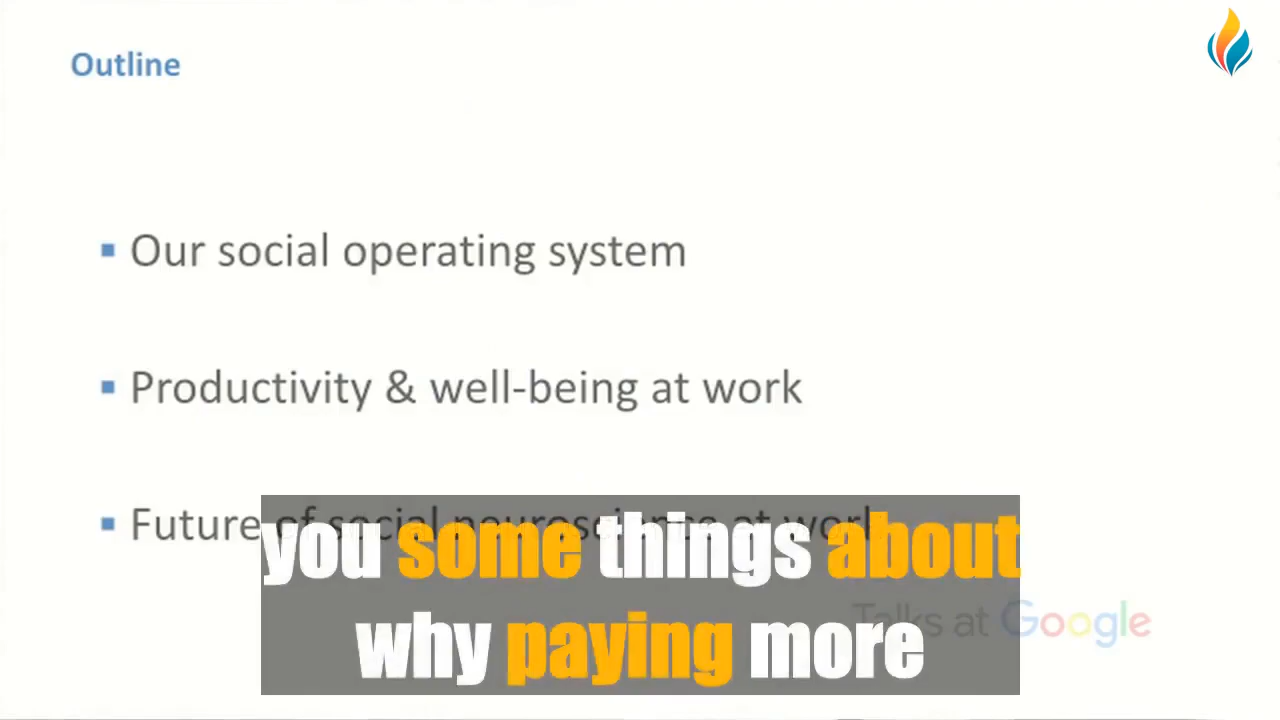 Outline
Our social operating system
Productivity & well-being at work
Future of social neuroscience at work
you some things about
why paying more
Talks at Google